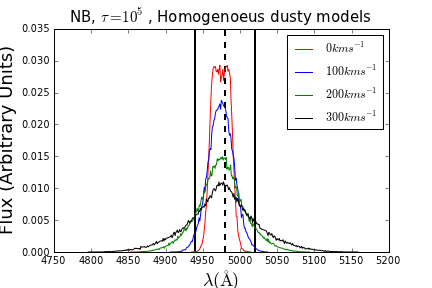 NB, τ=10^5 , Homogenoeus dusty models
0kms^{-1}
100kms^{-1}
200kms^{-1}
300kms^{-1}
Flux (Arbitrary Units)
0.035
0.030
0.025
0.020
0.015
0.010
0.005
0.000
4750 4800 4850 4900 4950 5000 5050 5100 5150 5200
λ(Å)